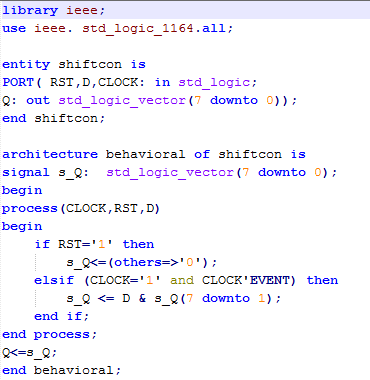 library ieee;
use ieee. std_logic_1164.all;
entity shiftcon is
PORT( RST,D,CLOCK: in std_logic;
Q: out std_logic_vector(7 downto 0));
end shiftcon;
architecture behavioral of shiftcon is
signal s_Q:  std_logic_vector(7 downto 0);
begin
process(CLOCK,RST,D)
begin
    if RST='1' then
        s_Q<=(others=>'0');
    elsif (CLOCK='1' and CLOCK'EVENT) then
        s_Q <= D & s_Q(7 downto 1);
    end if;
end process;
Q<=s_Q;
end behavioral;